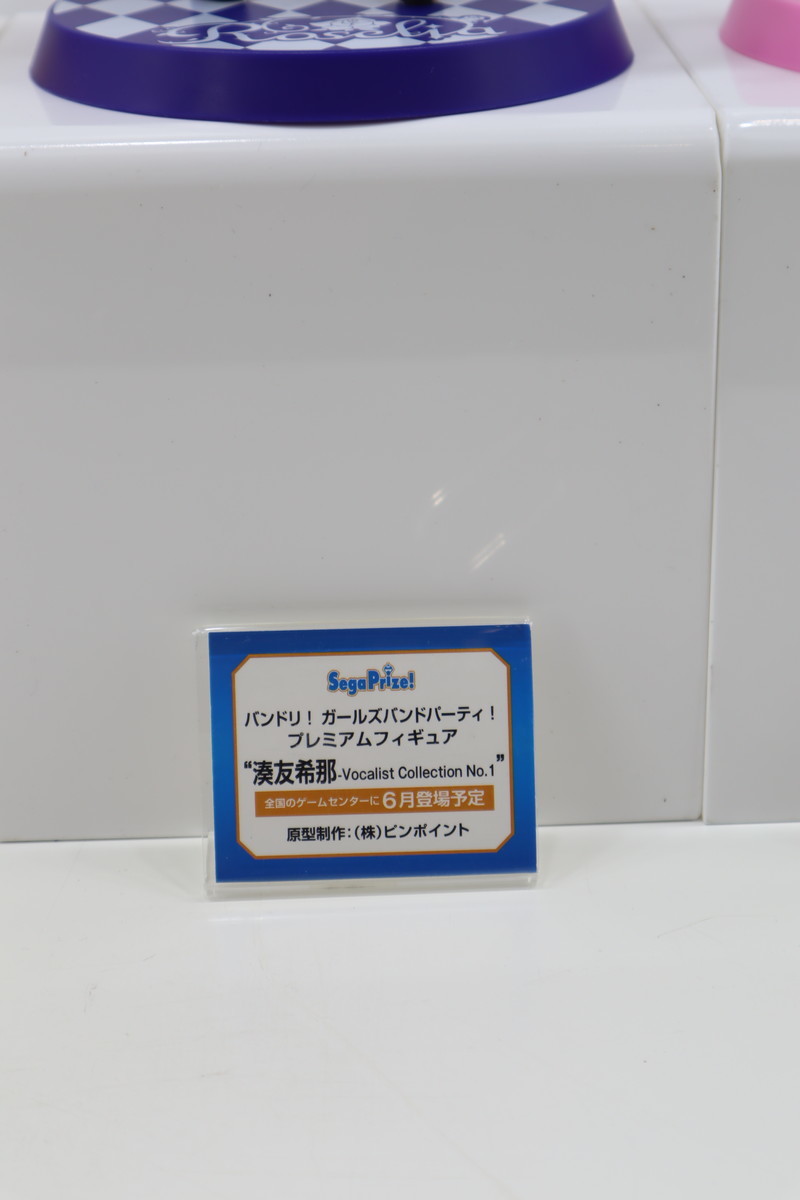 SegaPrize!
バンドリ！ ガールズバンドパーティ！
プレミアムフィギュア
“湊友希那-Vocalist Collection No.1”
全国のゲームセンターに6月登場予定
原型制作：（株）ピンポイント